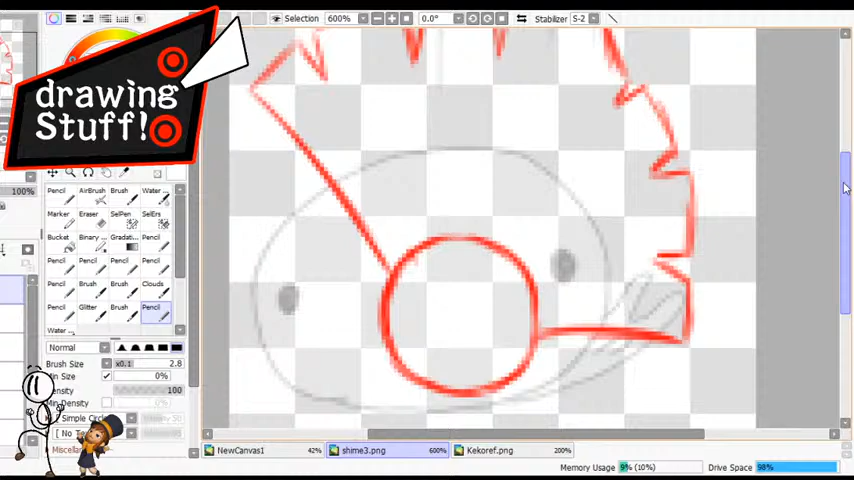 Selection 600% 0.0° Stabilizer S-2
drawing
Stuff!
100%
Pencil AirBrush Brush Water ...
Marker Eraser SelPen SelErs
Bucket Binary ... Gradati... Pencil
Pencil Pencil Pencil Pencil
Pencil Brush Brush Clouds
Pencil Glitter Brush Pencil
Water ...
Normal
Brush Size x0.1 2.8
Min Size 0%
Density 100
Min-Density
Simple Circle
Miscellan
NewCanvas1 42% shime3.png 600% Kekoref.png 200%
Memory Usage 9% (10%) Drive Space 98%